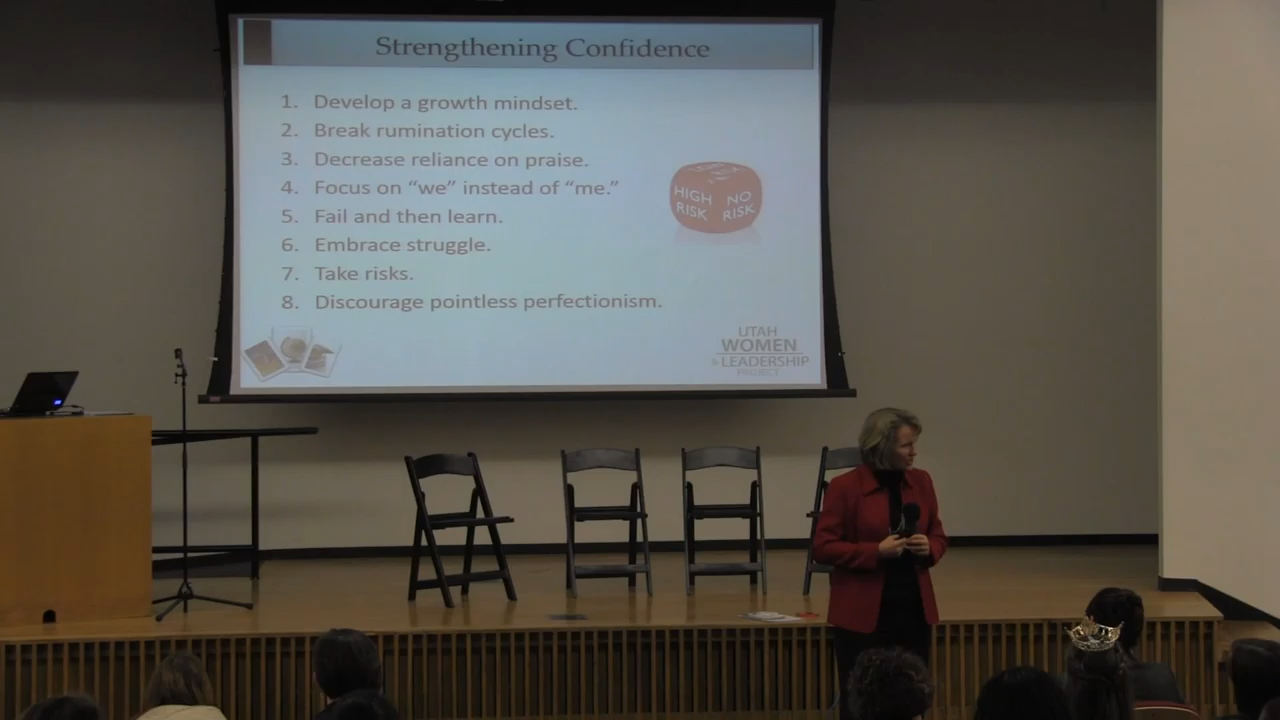 Strengthening Confidence
1. Develop a growth mindset.
2. Break rumination cycles.
3. Decrease reliance on praise.
4. Focus on “we” instead of “me.”
5. Fail and then learn.
6. Embrace struggle.
7. Take risks.
8. Discourage pointless perfectionism.
HIGH RISK
NO RISK
UTAH
WOMEN
& LEADERSHIP
PROJECT